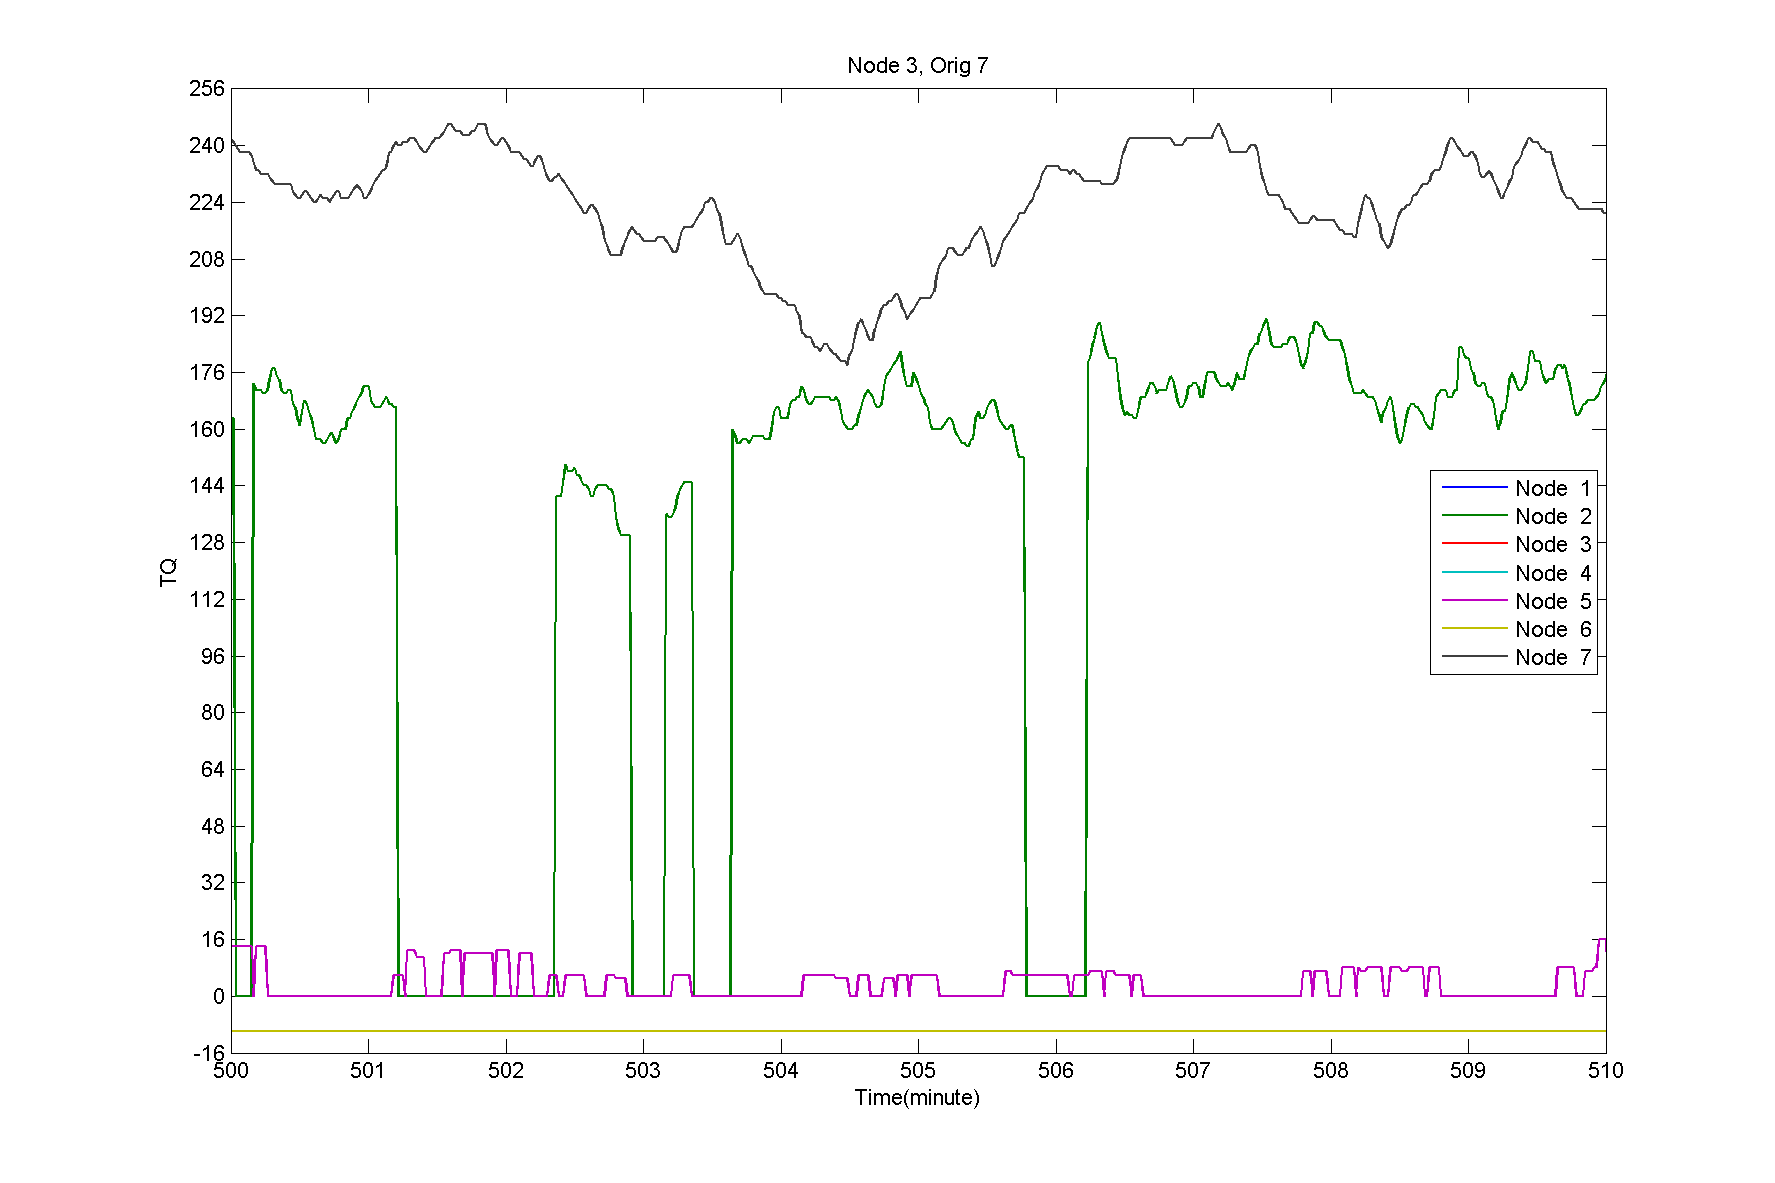 Node 3, Orig 7
256
240
224
208
192
176
160
144
128
112
96
80
64
48
32
16
0
-16
TQ
Node 1
Node 2
Node 3
Node 4
Node 5
Node 6
Node 7
500 501 502 503 504 505 506 507 508 509 510
Time(minute)